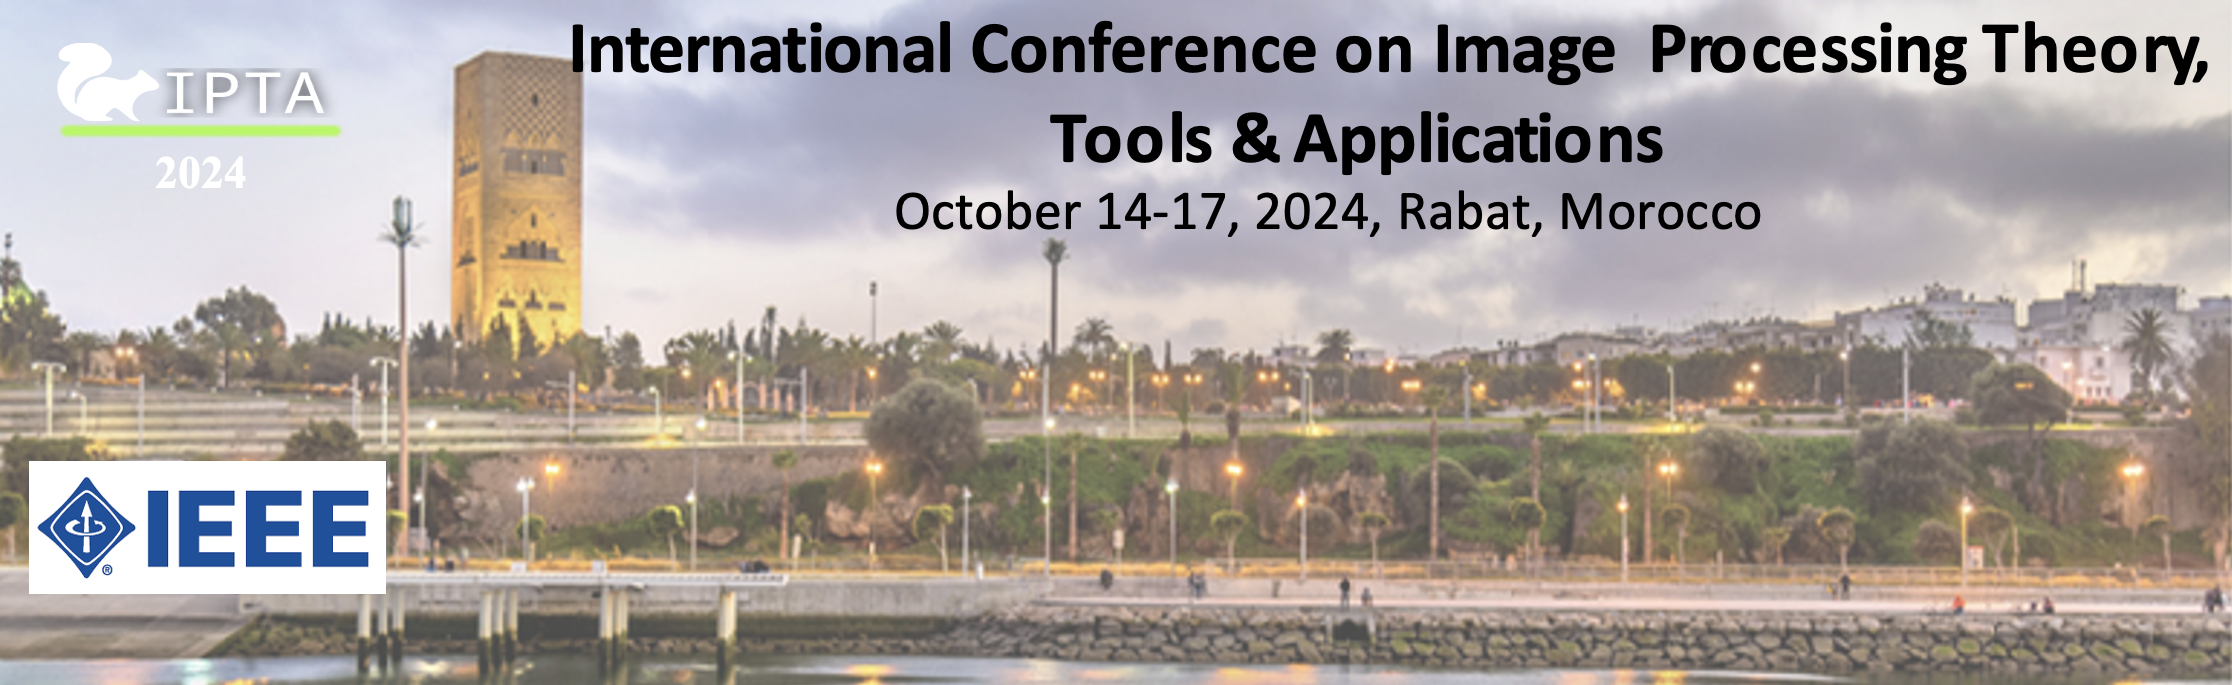 International Conference on Image Processing Theory,
Tools & Applications
October 14-17, 2024, Rabat, Morocco
IPTA
2024
IEEE
®